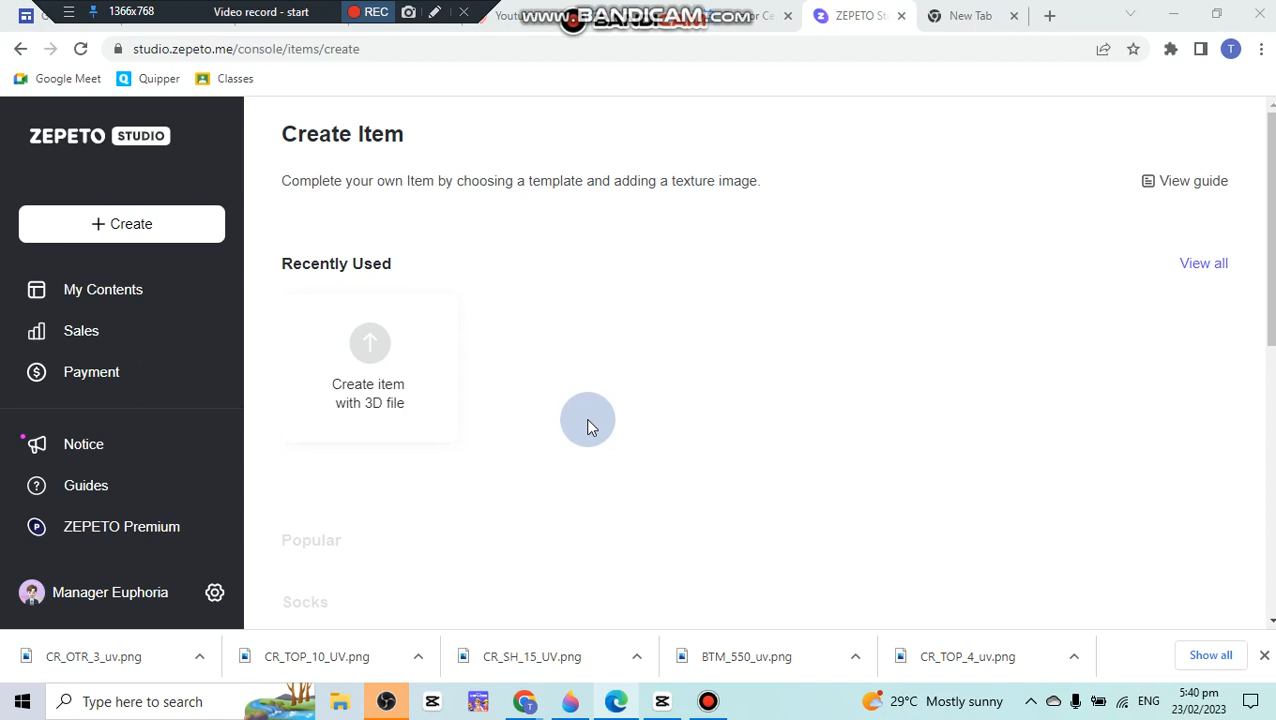 1366x768 Video record - start REC
Youtu
WWW.BANDICAM.COM
or Ce
ZEPETO Stu
New Tab
studio.zepeto.me/console/items/create
T
Google Meet Quipper Classes
ZEPETO STUDIO
+ Create
My Contents
Sales
Payment
Notice
Guides
ZEPETO Premium
Manager Euphoria
Create Item
Complete your own Item by choosing a template and adding a texture image.
View guide
Recently Used
View all
Create item
with 3D file
Popular
Socks
CR_OTR_3_uv.png
CR_TOP_10_UV.png
CR_SH_15_UV.png
BTM_550_uv.png
CR_TOP_4_uv.png
Show all
Type here to search
29°C Mostly sunny
ENG
5:40 pm
23/02/2023